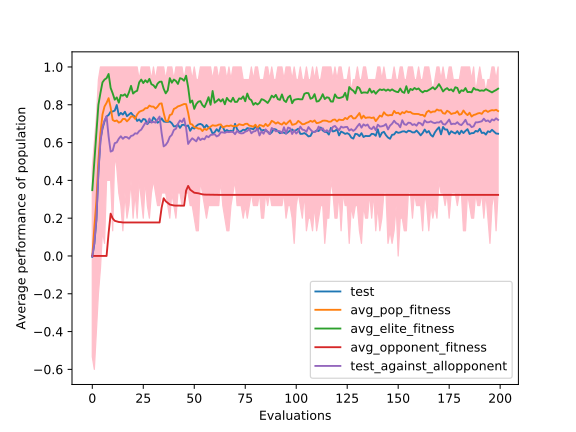 Average performance of population
1.0
0.8
0.6
0.4
0.2
0.0
−0.2
−0.4
−0.6
test
avg_pop_fitness
avg_elite_fitness
avg_opponent_fitness
test_against_allopponent
0 25 50 75 100 125 150 175 200
Evaluations